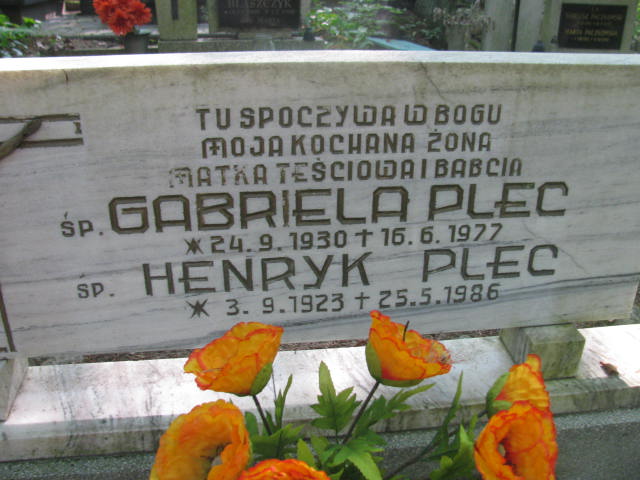 BŁASZCZYK
TU SPOCZYWA W BOGU
MOJA KOCHANA ŻONA
MATKA TEŚCIOWA I BABCIA
ŚP. GABRIELA PLEC
* 24.9.1930 + 16.6.1977
ŚP. HENRYK PLEC
* 3.9.1923 + 25.5.1986